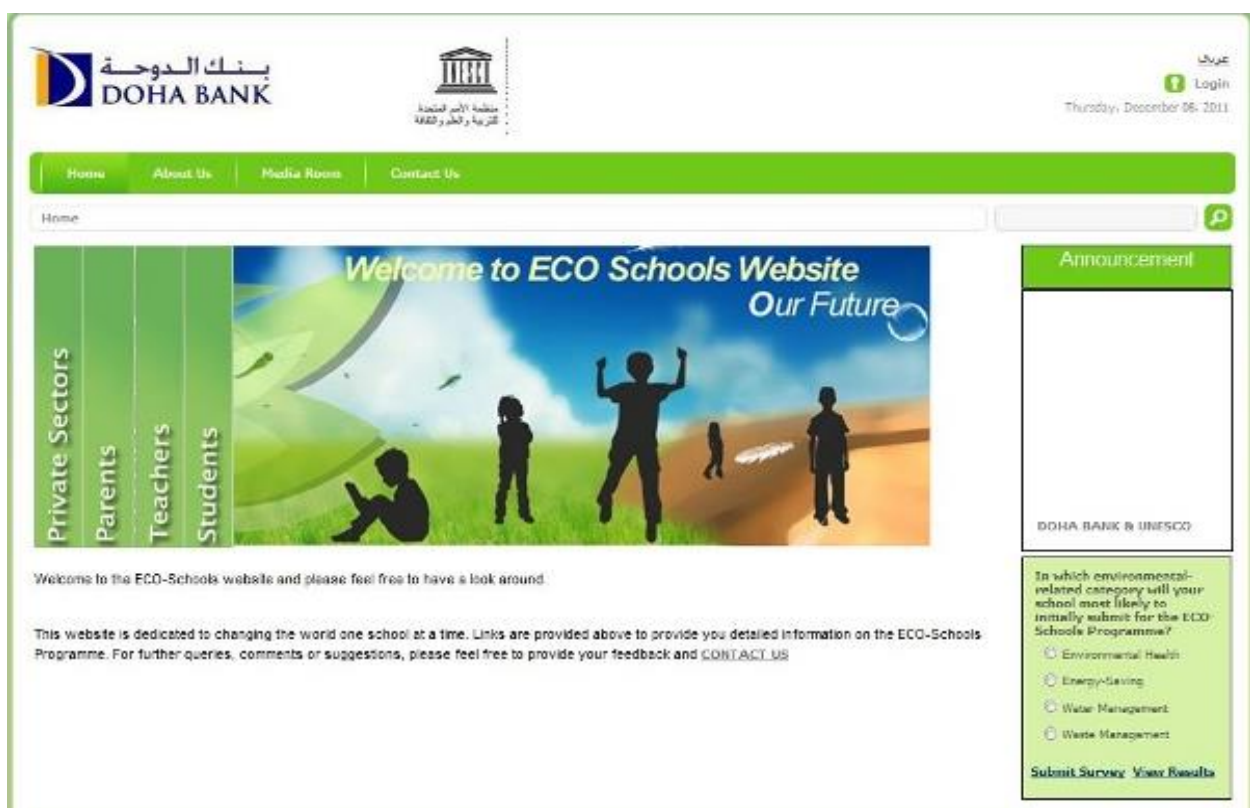 بنك الدوحة
DOHA BANK
UNESCO
منظمة الأمم المتحدة
للتربية والعلم والثقافة
عربي
Login
Thursday, December 08, 2011
Home
About Us
Media Room
Contact Us
Home
Private Sectors
Parents
Teachers
Students
Welcome to ECO Schools Website
Our Future
Announcement
DOHA BANK & UNESCO
Welcome to the ECO-Schools website and please feel free to have a look around.
This website is dedicated to changing the world one school at a time. Links are provided above to provide you detailed information on the ECO-Schools
Programme. For further queries, comments or suggestions, please feel free to provide your feedback and CONTACT US
In which environmental-
related category will your
school most likely to
initially submit for the ECO-
Schools Programme?
Environmental Health
Energy-Saving
Water Management
Waste Management
Submit Survey View Results